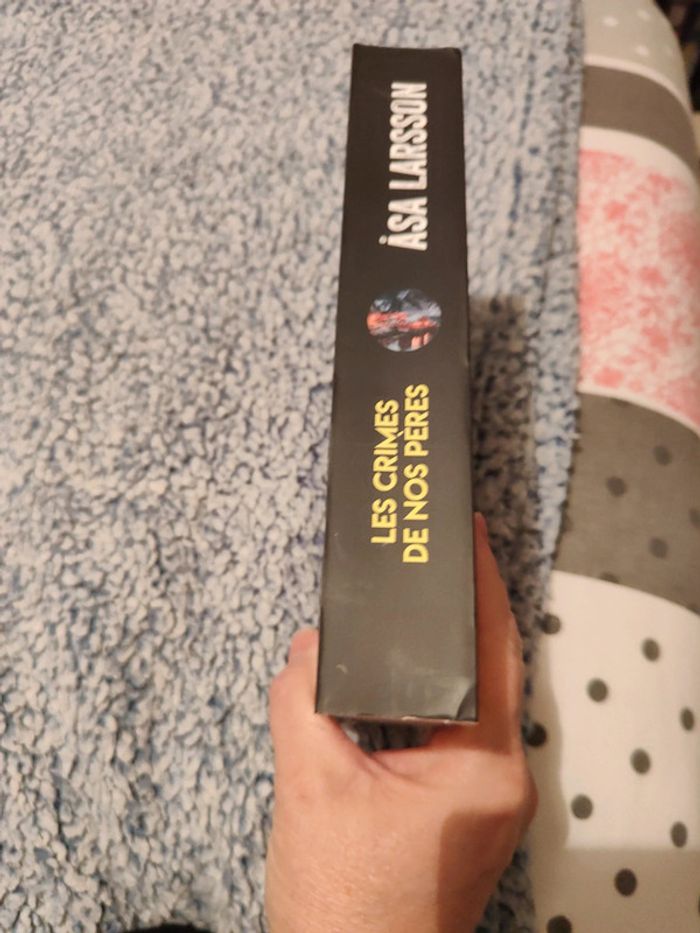 LES CRIMES
DE NOS PÈRES
ÅSA LARSSON